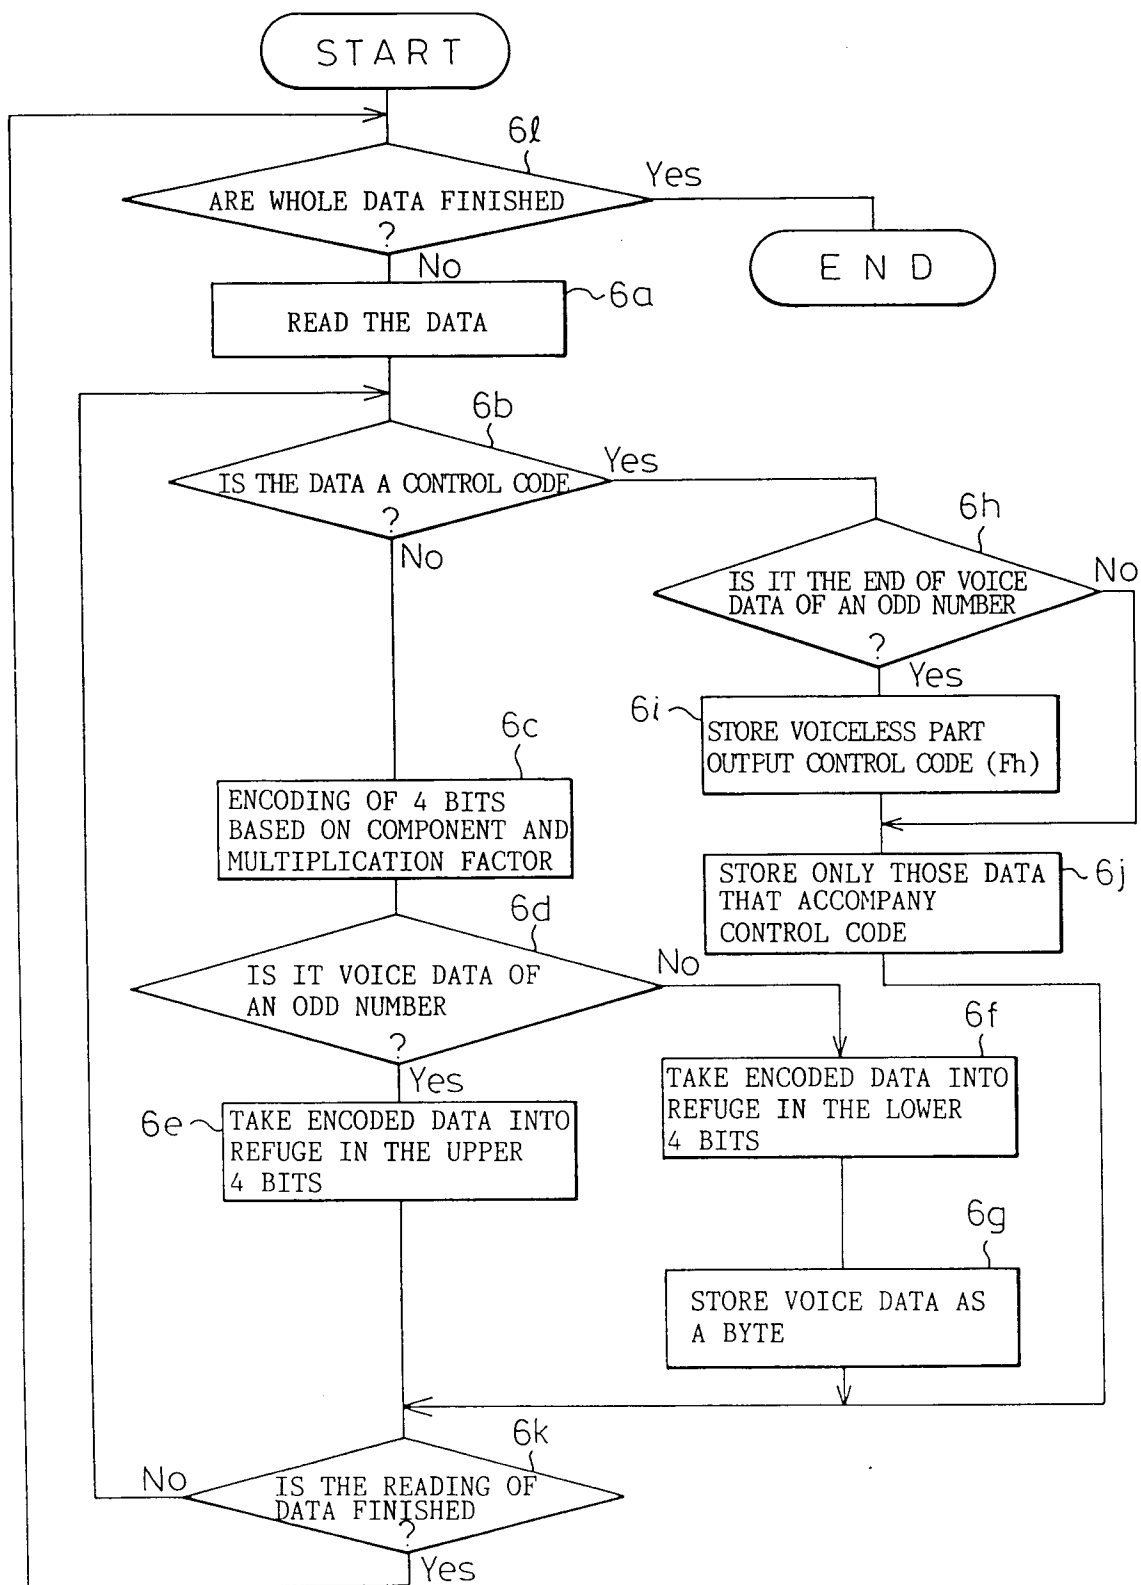 START
6ℓ
ARE WHOLE DATA FINISHED
?
Yes
END
No
6a
READ THE DATA
6b
IS THE DATA A CONTROL CODE
?
Yes
No
6h
IS IT THE END OF VOICE
DATA OF AN ODD NUMBER
?
No
Yes
6i
STORE VOICELESS PART
OUTPUT CONTROL CODE (Fh)
6c
ENCODING OF 4 BITS
BASED ON COMPONENT AND
MULTIPLICATION FACTOR
6j
STORE ONLY THOSE DATA
THAT ACCOMPANY
CONTROL CODE
6d
IS IT VOICE DATA OF
AN ODD NUMBER
?
No
Yes
6e
TAKE ENCODED DATA INTO
REFUGE IN THE UPPER
4 BITS
6f
TAKE ENCODED DATA INTO
REFUGE IN THE LOWER
4 BITS
6g
STORE VOICE DATA AS
A BYTE
6k
IS THE READING OF
DATA FINISHED
?
No
Yes